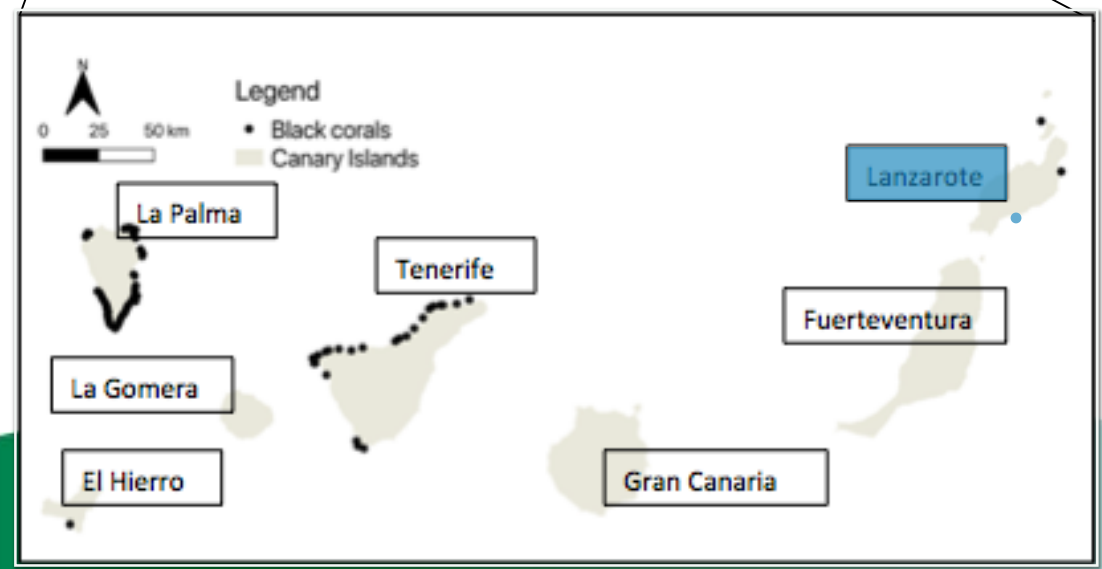 N
Legend
0 25 50 km
Black corals
Canary Islands
Lanzarote
La Palma
Tenerife
Fuerteventura
La Gomera
El Hierro
Gran Canaria